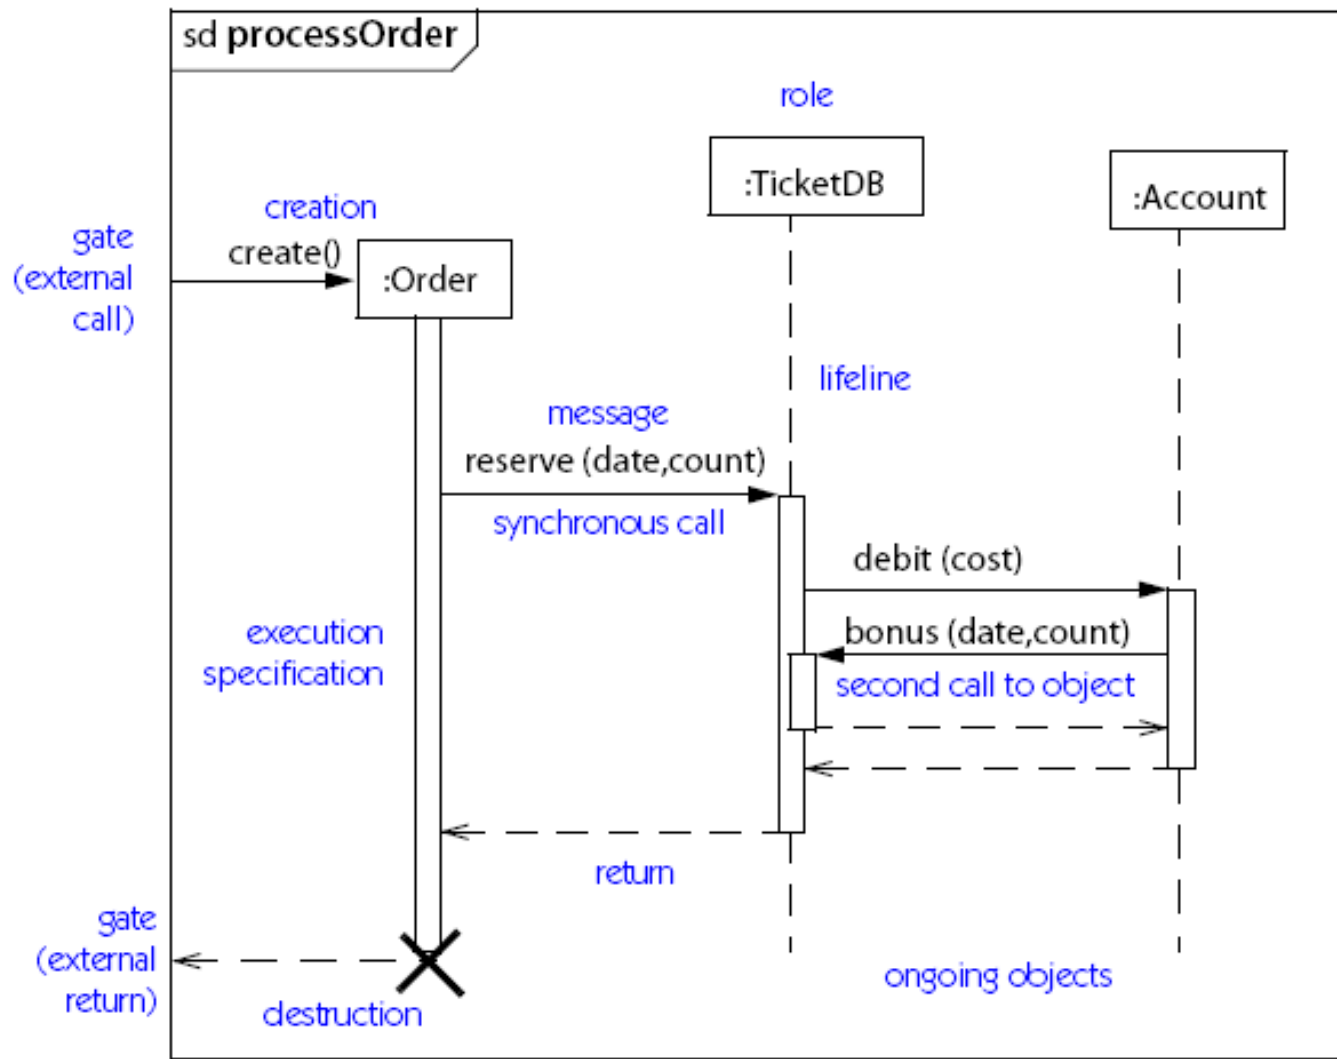 sd processOrder
role
:TicketDB
:Account
creation
gate
(external
call)
create()
:Order
lifeline
message
reserve (date,count)
synchronous call
debit (cost)
execution
specification
bonus (date,count)
second call to object
return
gate
(external
return)
ongoing objects
destruction